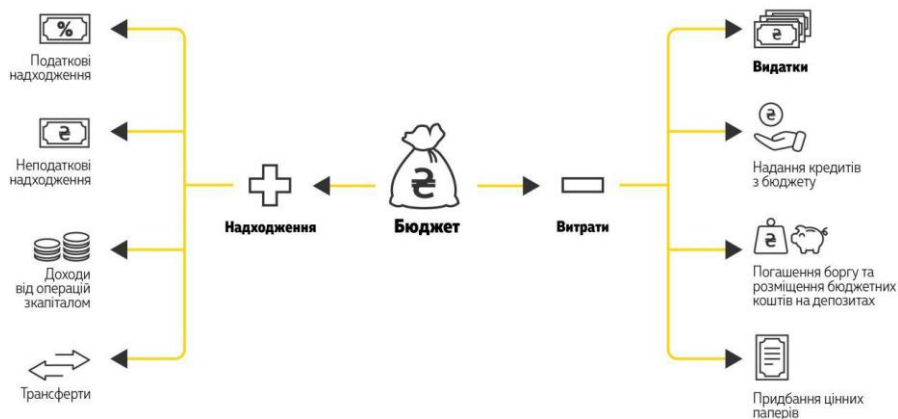 %
Податкові
надходження
₴
Неподаткові
надходження
Доходи
від операцій
зкапіталом
Трансферти
Надходження
₴
Бюджет
Витрати
₴
Видатки
₴
Надання кредитів
з бюджету
₴
Погашення боргу та
розміщення бюджетних
коштів на депозитах
Придбання цінних
паперів